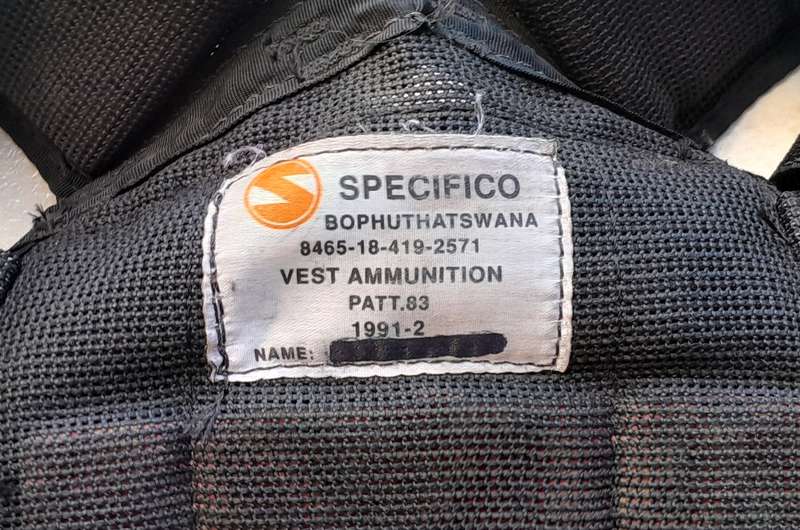 SPECIFICO
BOPHUTHATSWANA
8465-18-419-2571
VEST AMMUNITION
PATT.83
1991-2
NAME: